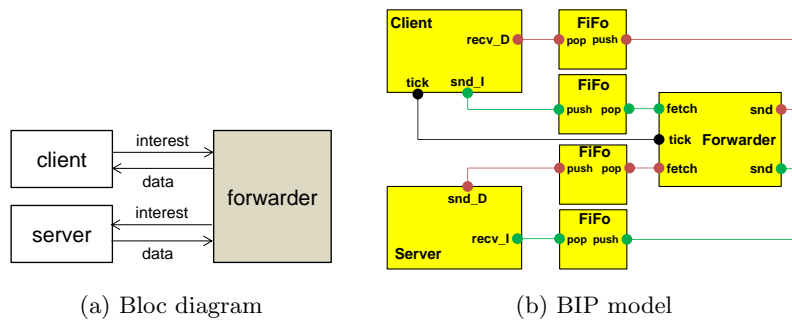 client
interest
data
server
interest
data
forwarder
(a) Bloc diagram
Client
recv_D
tick
snd_I
FiFo
pop push
FiFo
push pop
fetch
snd
tick
Forwarder
fetch
snd
FiFo
push pop
snd_D
recv_I
Server
FiFo
pop push
(b) BIP model